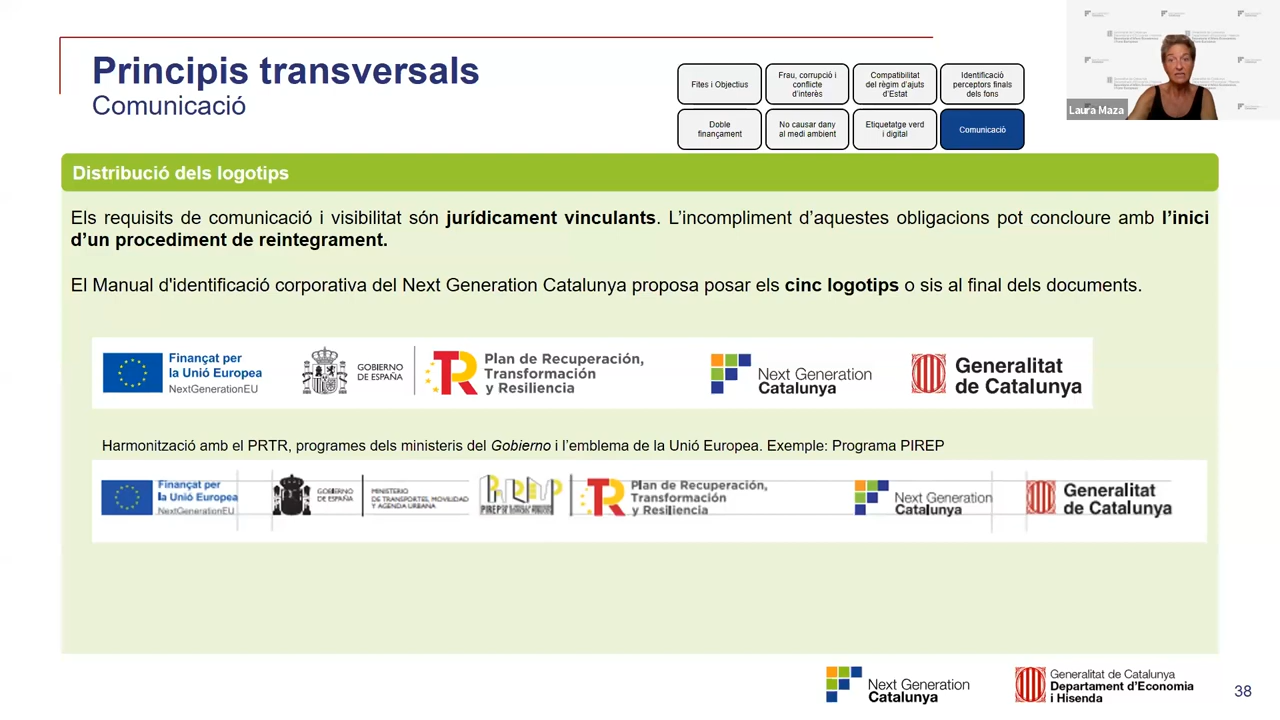 Principis transversals
Comunicació
Fites i Objectius
Frau, corrupció i
conflicte
d'interès
Compatibilitat
del règim d'ajuts
d'Estat
Identificació
perceptors finals
dels fons
Doble
finançament
No causar dany
al medi ambient
Etiquetatge verd
i digital
Comunicació
Laura Maza
Distribució dels logotips
Els requisits de comunicació i visibilitat són jurídicament vinculants. L’incompliment d’aquestes obligacions pot concloure amb l’inici
d’un procediment de reintegrament.
El Manual d'identificació corporativa del Next Generation Catalunya proposa posar els cinc logotips o sis al final dels documents.
Finançat per
la Unió Europea
NextGenerationEU
GOBIERNO
DE ESPAÑA
TR
Plan de Recuperación,
Transformación
y Resiliencia
Next Generation
Catalunya
Generalitat
de Catalunya
Harmonització amb el PRTR, programes dels ministeris del Gobierno i l’emblema de la Unió Europea. Exemple: Programa PIREP
Finançat per
la Unió Europea
NextGenerationEU
GOBIERNO
DE ESPAÑA
MINISTERIO
DE TRANSPORTES, MOVILIDAD
Y AGENDA URBANA
PIREP
TR
Plan de Recuperación,
Transformación
y Resiliencia
Next Generation
Catalunya
Generalitat
de Catalunya
Next Generation
Catalunya
Generalitat de Catalunya
Departament d’Economia
i Hisenda
38